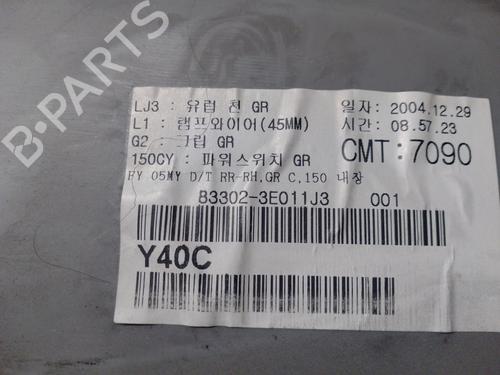 B-PARTS
LJ3 : 유럽 천 GR
일자: 2004.12.29
L1 : 램프와이어(45MM)
시간: 08.57.23
G2 : 그립 GR
CMT:7090
150CY : 파워스위치 GR
FY 05MY D/T RR-RH.GR C.150 내장
83302-3E011J3 001
Y40C